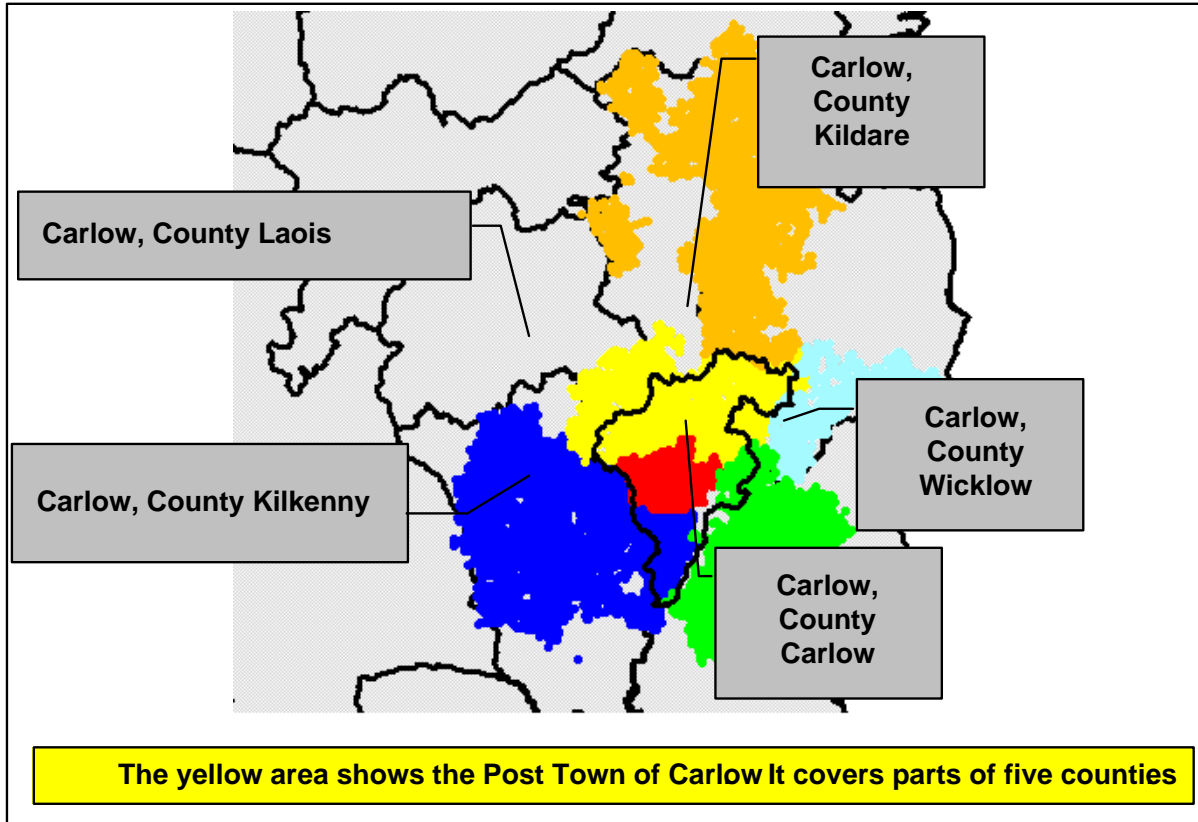 Carlow,
County
Kildare
Carlow, County Laois
Carlow,
County
Wicklow
Carlow, County Kilkenny
Carlow,
County
Carlow
The yellow area shows the Post Town of Carlow It covers parts of five counties